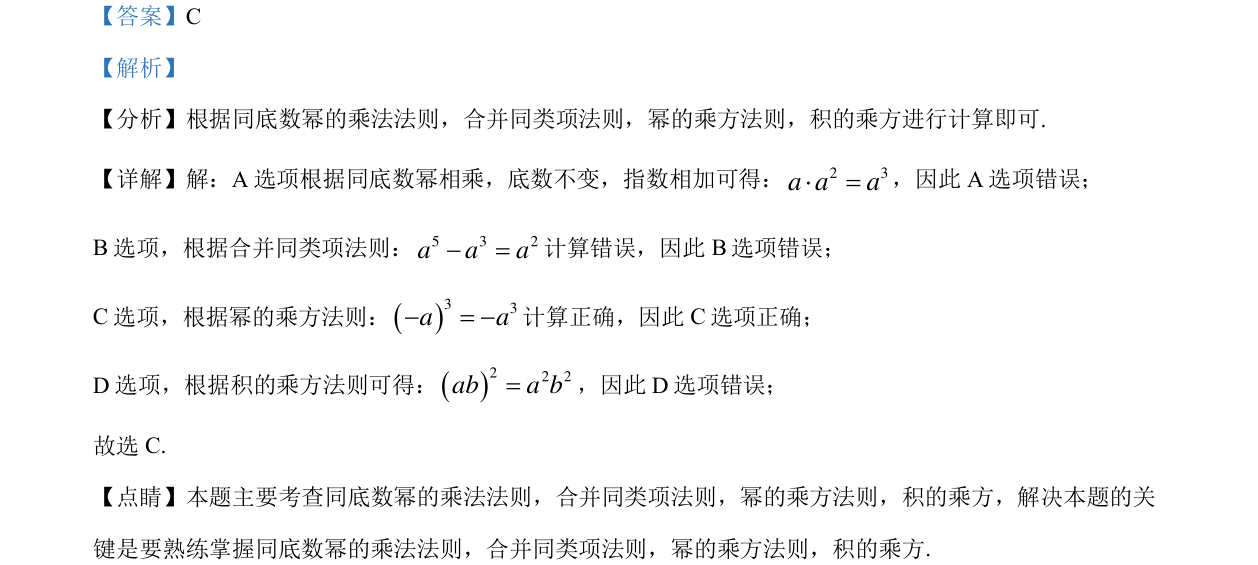 【答案】C
【解析】
【分析】根据同底数幂的乘法法则，合并同类项法则，幂的乘方法则，积的乘方进行计算即可.
【详解】解：A 选项根据同底数幂相乘，底数不变，指数相加可得：a·a²=a³，因此 A 选项错误；
B 选项，根据合并同类项法则：a⁵−a³=a² 计算错误，因此 B 选项错误；
C 选项，根据幂的乘方法则：(−a)³=−a³ 计算正确，因此 C 选项正确；
D 选项，根据积的乘方法则可得：(ab)²=a²b²，因此 D 选项错误；
故选 C.
【点睛】本题主要考查同底数幂的乘法法则，合并同类项法则，幂的乘方法则，积的乘方，解决本题的关
键是要熟练掌握同底数幂的乘法法则，合并同类项法则，幂的乘方法则，积的乘方.